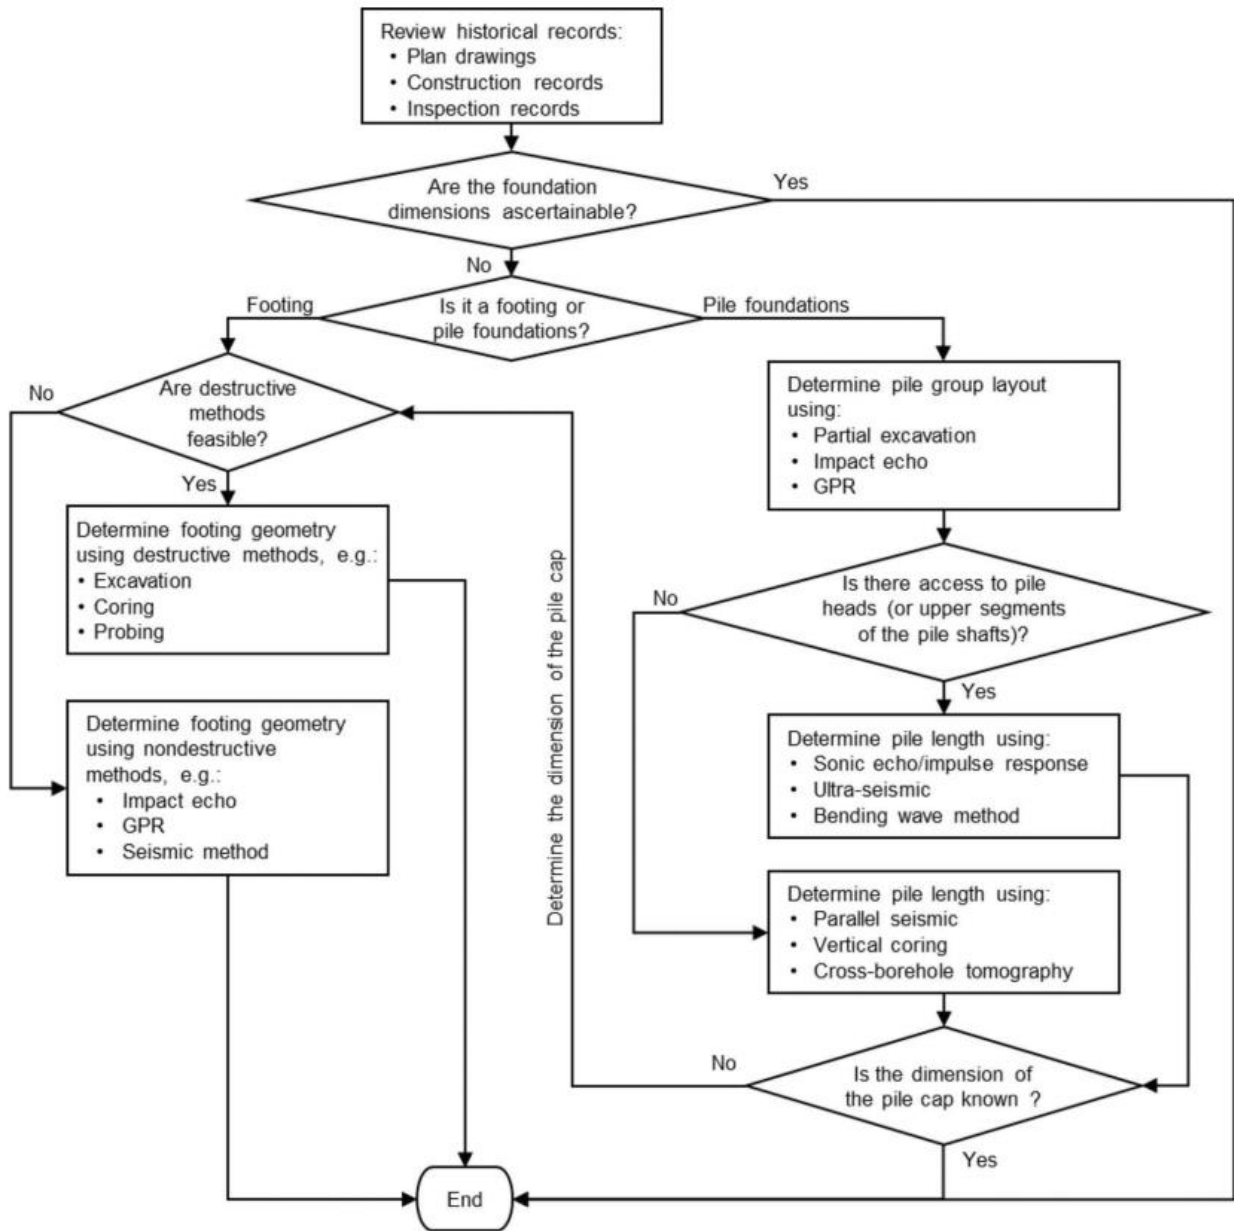 Review historical records:
• Plan drawings
• Construction records
• Inspection records
Are the foundation
dimensions ascertainable?
Yes
No
Is it a footing or
pile foundations?
Footing
Pile foundations
Are destructive
methods
feasible?
No
Yes
Determine footing geometry
using destructive methods, e.g.:
• Excavation
• Coring
• Probing
Determine footing geometry
using nondestructive
methods, e.g.:
• Impact echo
• GPR
• Seismic method
Determine the dimension of the pile cap
Determine pile group layout
using:
• Partial excavation
• Impact echo
• GPR
Is there access to pile
heads (or upper segments
of the pile shafts)?
No
Yes
Determine pile length using:
• Sonic echo/impulse response
• Ultra-seismic
• Bending wave method
Determine pile length using:
• Parallel seismic
• Vertical coring
• Cross-borehole tomography
Is the dimension of
the pile cap known ?
No
Yes
End